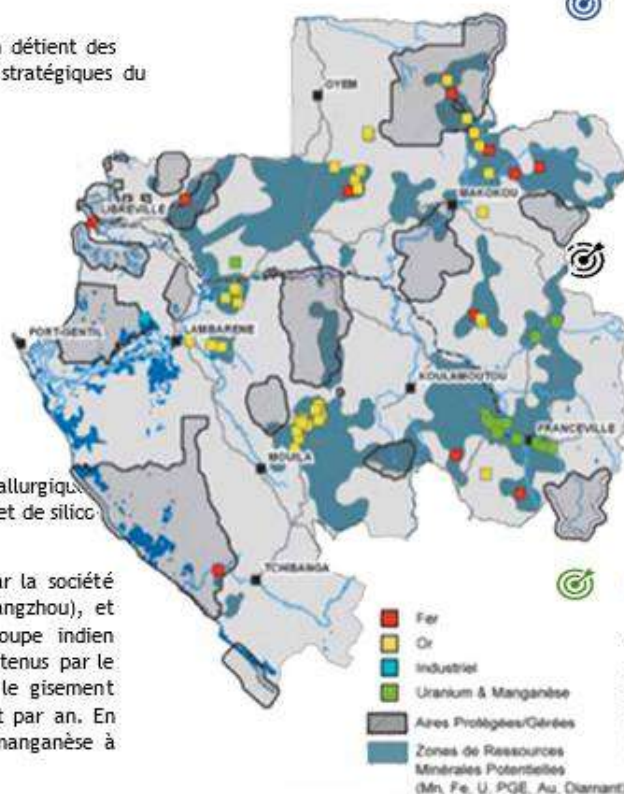 détient des
stratégiques du
OYEM
LIBREVILLE
MAKOKOU
PORT-GENTIL
LAMBARENE
KOULAMOUTOU
FRANCEVILLE
MOUILA
et de silico
TCHIBANGA
ar la société
angzhou), et
oupe indien
tenus par le
le gisement
t par an. En
manganèse à
Fer
Or
Industriel
Uranium & Manganèse
Aires Protégées/Gérées
Zones de Ressources
Minérales Potentielles
(Mn, Fe, U, PGE, Au, Diamant)